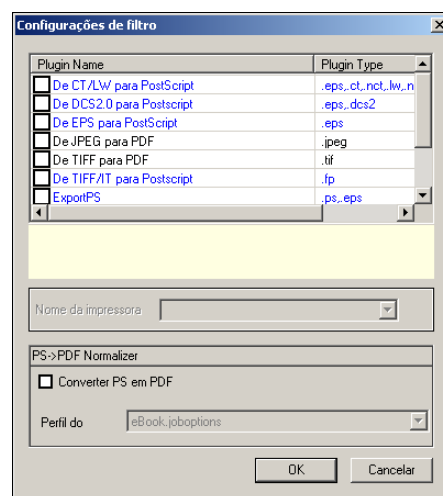 Configurações de filtro
Plugin Name Plugin Type
De CT/LW para PostScript .eps,.ct,.nct,.lw,.n
De DCS2.0 para Postscript .eps,.dcs2
De EPS para PostScript .eps
De JPEG para PDF .jpeg
De TIFF para PDF .tif
De TIFF/IT para Postscript .fp
ExportPS .ps,.eps
Nome da impressora
PS->PDF Normalizer
Converter PS em PDF
Perfil do eBook.joboptions
OK Cancelar